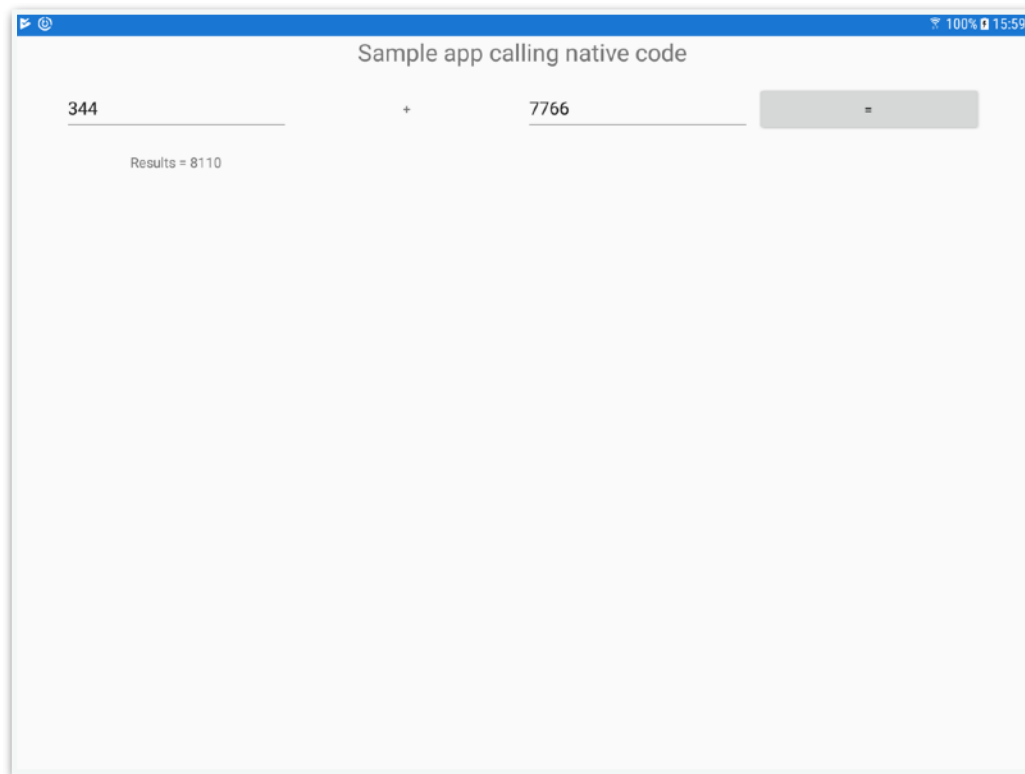 100% 15:59
Sample app calling native code
344 + 7766 =
Results = 8110